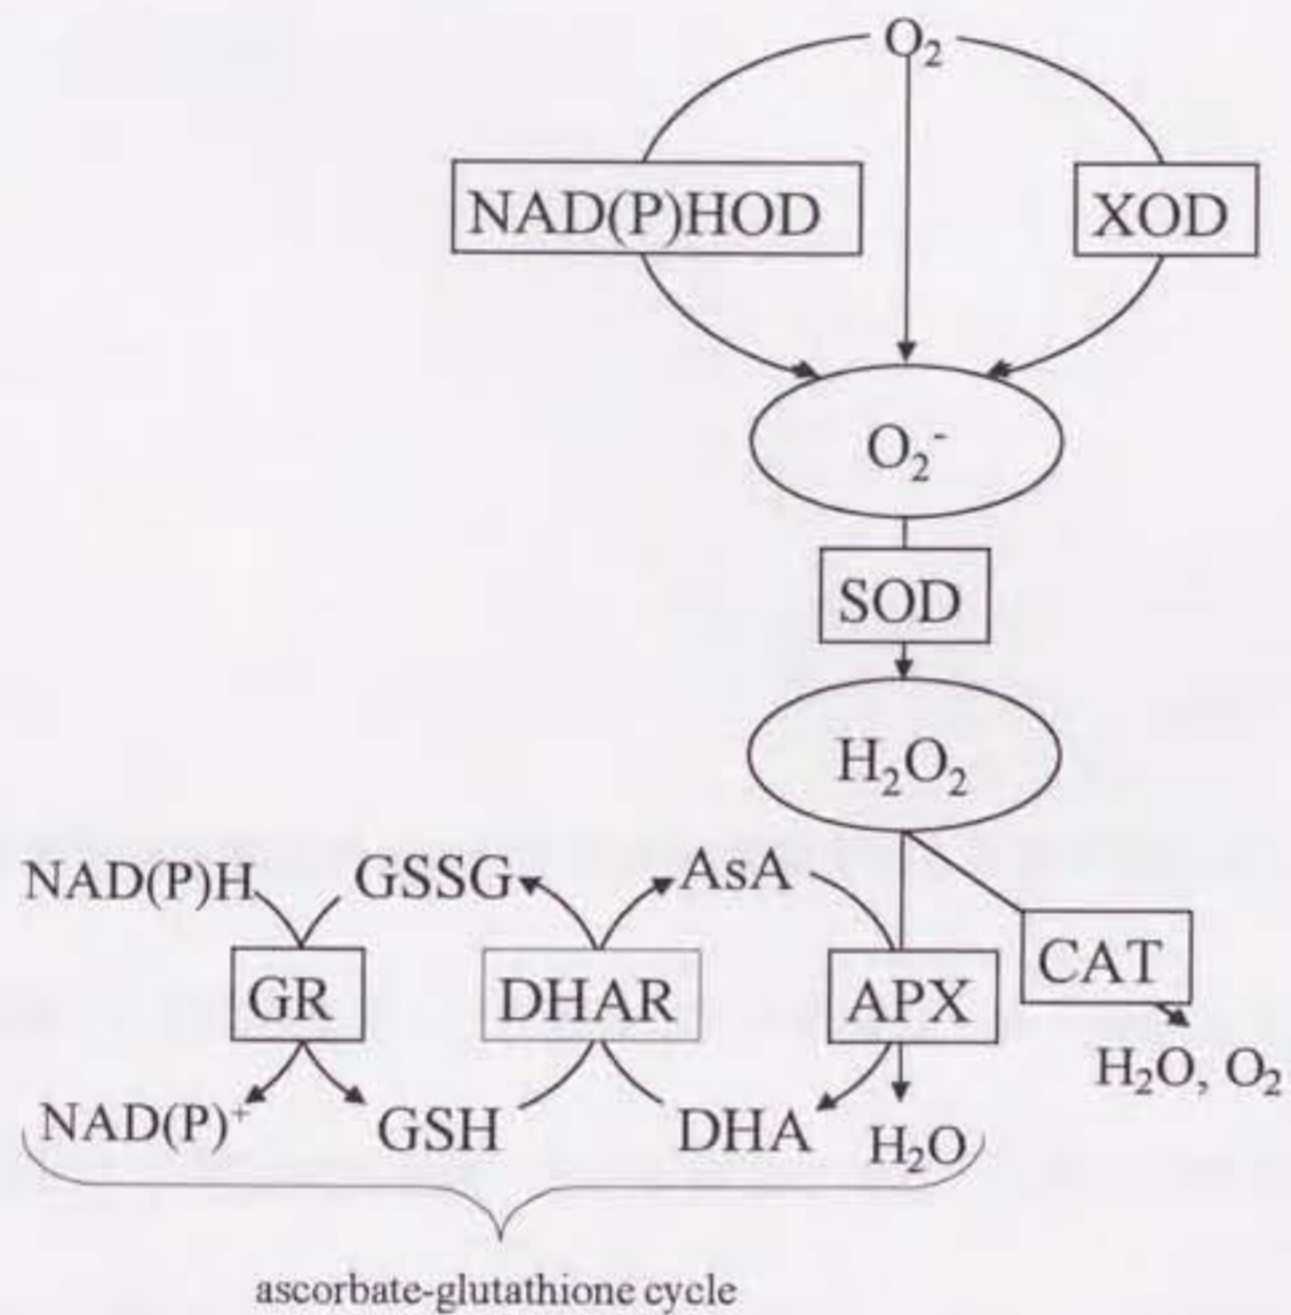 O₂
NAD(P)HOD
XOD
O₂⁻
SOD
H₂O₂
NAD(P)H
GSSG
AsA
GR
DHAR
APX
CAT
H₂O, O₂
NAD(P)⁺
GSH
DHA
H₂O
ascorbate-glutathione cycle